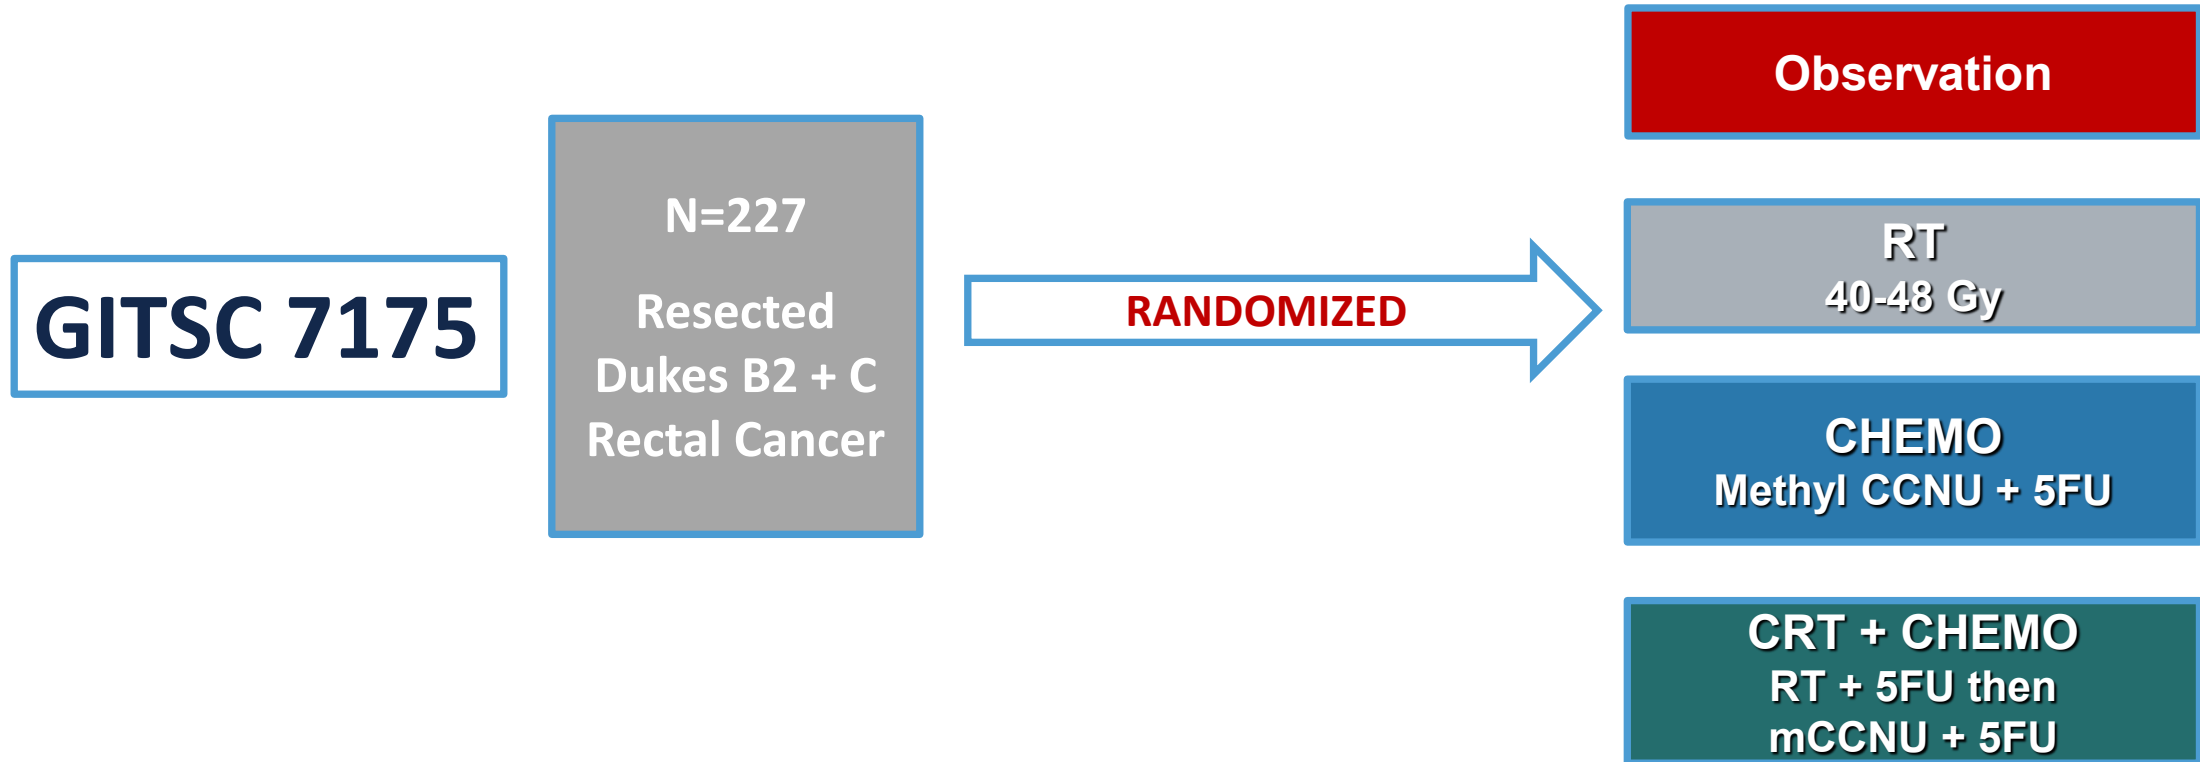 GITSC 7175
N=227
Resected
Dukes B2 + C
Rectal Cancer
RANDOMIZED
Observation
RT
40-48 Gy
CHEMO
Methyl CCNU + 5FU
CRT + CHEMO
RT + 5FU then
mCCNU + 5FU